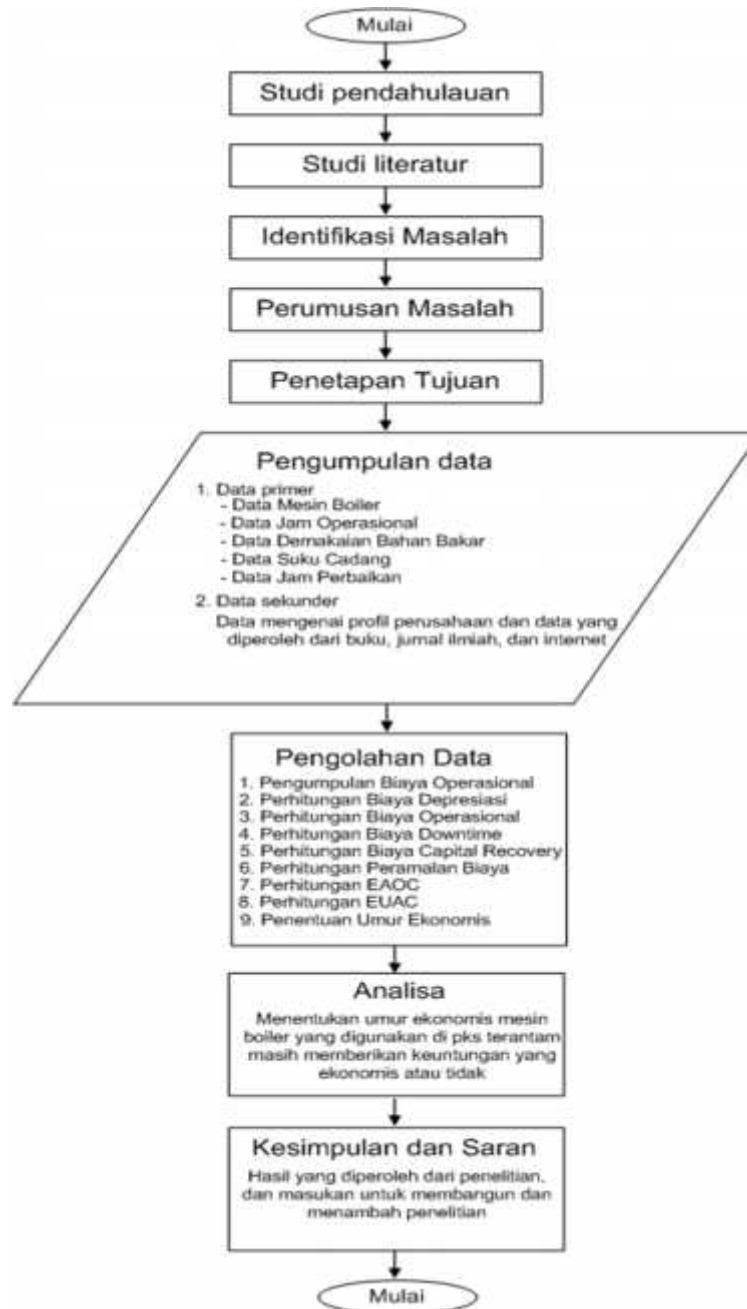 Mulai
Studi pendahulauan
Studi literatur
Identifikasi Masalah
Perumusan Masalah
Penetapan Tujuan
Pengumpulan data
1. Data primer
- Data Mesin Boiler
- Data Jam Operasional
- Data Demakaian Bahan Bakar
- Data Suku Cadang
- Data Jam Perbaikan
2. Data sekunder
Data mengenai profil perusahaan dan data yang
diperoleh dari buku, jurnal ilmiah, dan internet
Pengolahan Data
1. Pengumpulan Biaya Operasional
2. Perhitungan Biaya Depresiasi
3. Perhitungan Biaya Operasional
4. Perhitungan Biaya Downtime
5. Perhitungan Biaya Capital Recovery
6. Perhitungan Peramalan Biaya
7. Perhitungan EAOC
8. Perhitungan EUAC
9. Penentuan Umur Ekonomis
Analisa
Menentukan umur ekonomis mesin
boiler yang digunakan di pks terantam
masih memberikan keuntungan yang
ekonomis atau tidak
Kesimpulan dan Saran
Hasil yang diperoleh dari penelitian,
dan masukan untuk membangun dan
menambah penelitian
Mulai